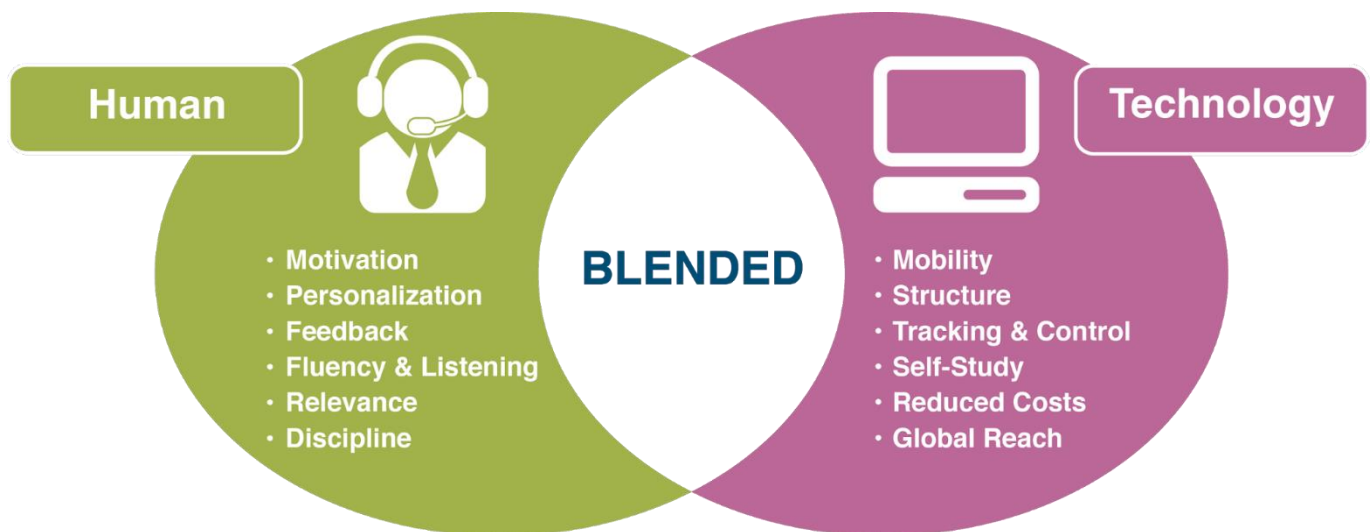 Human
· Motivation
· Personalization
· Feedback
· Fluency & Listening
· Relevance
· Discipline
BLENDED
Technology
· Mobility
· Structure
· Tracking & Control
· Self-Study
· Reduced Costs
· Global Reach